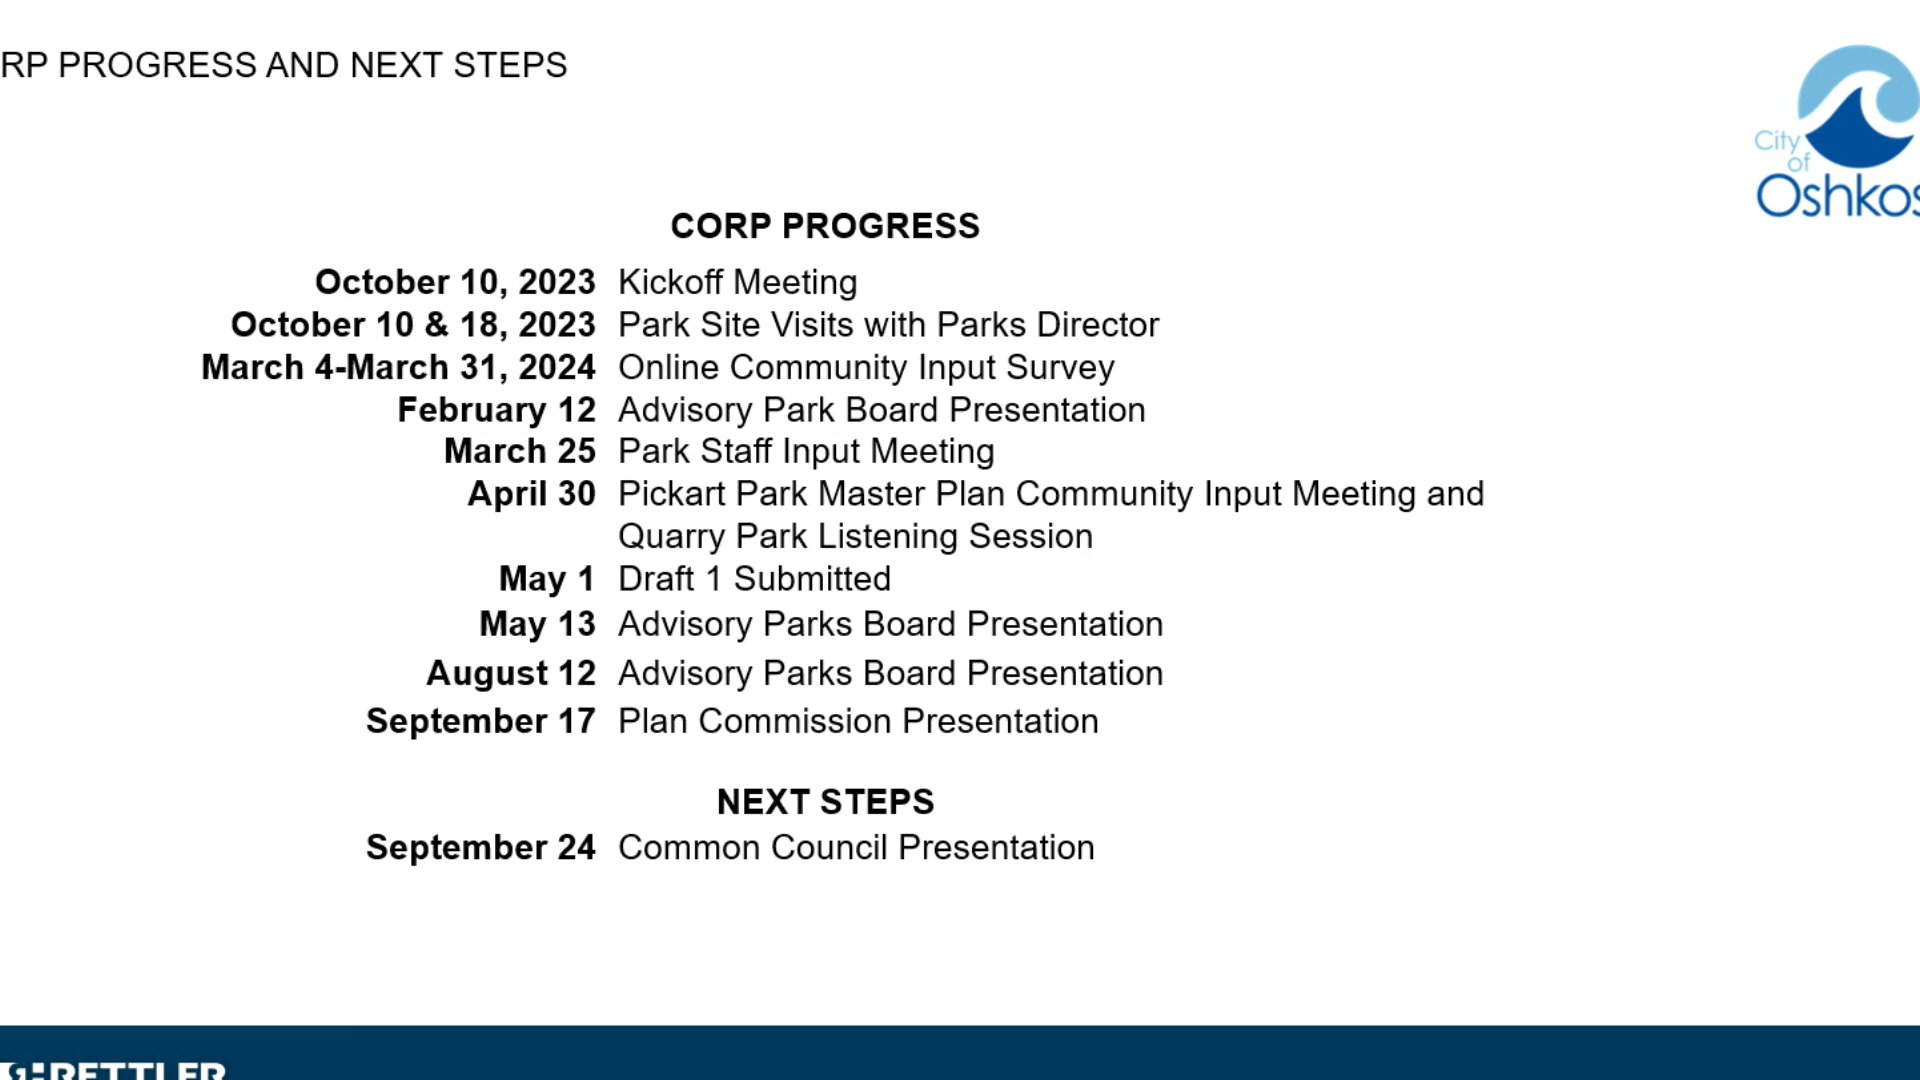 RP PROGRESS AND NEXT STEPS
City
of
Oshkos
CORP PROGRESS
October 10, 2023 Kickoff Meeting
October 10 & 18, 2023 Park Site Visits with Parks Director
March 4-March 31, 2024 Online Community Input Survey
February 12 Advisory Park Board Presentation
March 25 Park Staff Input Meeting
April 30 Pickart Park Master Plan Community Input Meeting and
Quarry Park Listening Session
May 1 Draft 1 Submitted
May 13 Advisory Parks Board Presentation
August 12 Advisory Parks Board Presentation
September 17 Plan Commission Presentation
NEXT STEPS
September 24 Common Council Presentation
RETTLER